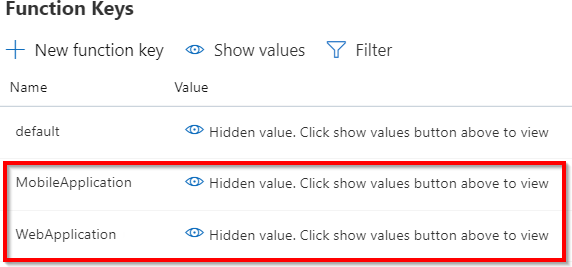 Function Keys
New function key Show values Filter
Name Value
default Hidden value. Click show values button above to view
MobileApplication Hidden value. Click show values button above to view
WebApplication Hidden value. Click show values button above to view